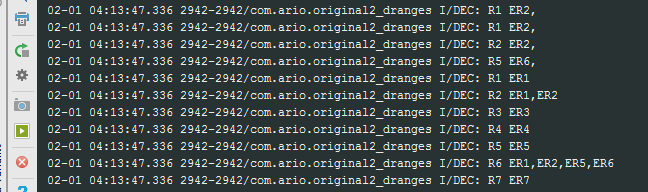 02-01 04:13:47.336 2942-2942/com.ario.original2_dranges I/DEC: R1 ER2,
02-01 04:13:47.336 2942-2942/com.ario.original2_dranges I/DEC: R1 ER2,
02-01 04:13:47.336 2942-2942/com.ario.original2_dranges I/DEC: R2 ER2,
02-01 04:13:47.336 2942-2942/com.ario.original2_dranges I/DEC: R5 ER6,
02-01 04:13:47.336 2942-2942/com.ario.original2_dranges I/DEC: R1 ER1
02-01 04:13:47.336 2942-2942/com.ario.original2_dranges I/DEC: R2 ER1,ER2
02-01 04:13:47.336 2942-2942/com.ario.original2_dranges I/DEC: R3 ER3
02-01 04:13:47.336 2942-2942/com.ario.original2_dranges I/DEC: R4 ER4
02-01 04:13:47.336 2942-2942/com.ario.original2_dranges I/DEC: R5 ER5
02-01 04:13:47.336 2942-2942/com.ario.original2_dranges I/DEC: R6 ER1,ER2,ER5,ER6
02-01 04:13:47.336 2942-2942/com.ario.original2_dranges I/DEC: R7 ER7